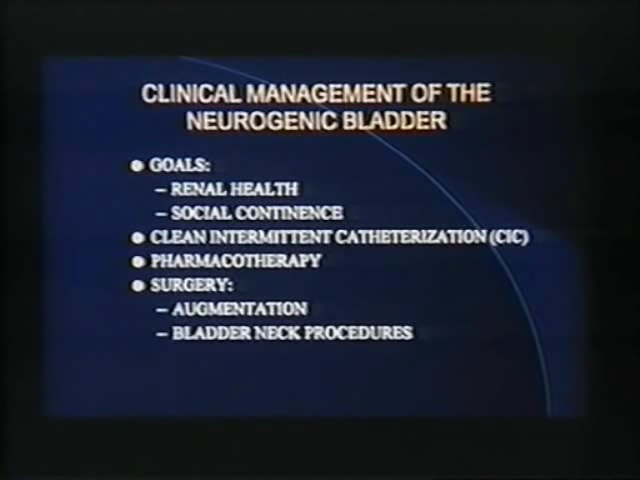 CLINICAL MANAGEMENT OF THE
NEUROGENIC BLADDER
● GOALS:
– RENAL HEALTH
– SOCIAL CONTINENCE
● CLEAN INTERMITTENT CATHETERIZATION (CIC)
● PHARMACOTHERAPY
● SURGERY:
– AUGMENTATION
– BLADDER NECK PROCEDURES